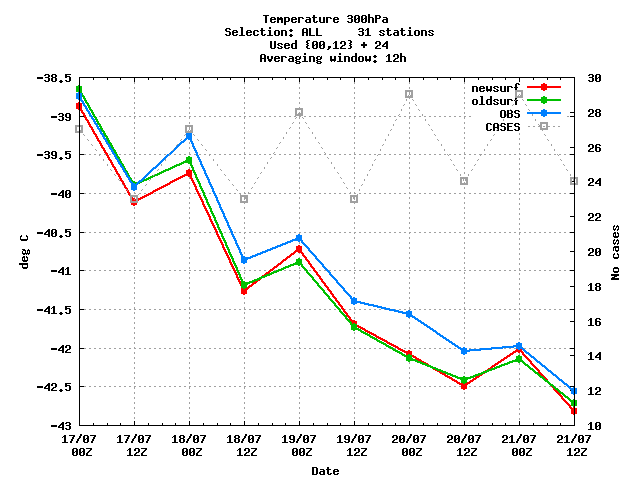 Temperature 300hPa
Selection: ALL     31 stations
Used {00,12} + 24
Averaging window: 12h
-38.5
-39
-39.5
-40
-40.5
-41
-41.5
-42
-42.5
-43
deg C
30
28
26
24
22
20
18
16
14
12
10
No cases
newsurf
oldsurf
OBS
CASES
17/07 17/07 18/07 18/07 19/07 19/07 20/07 20/07 21/07 21/07
00Z 12Z 00Z 12Z 00Z 12Z 00Z 12Z 00Z 12Z
Date